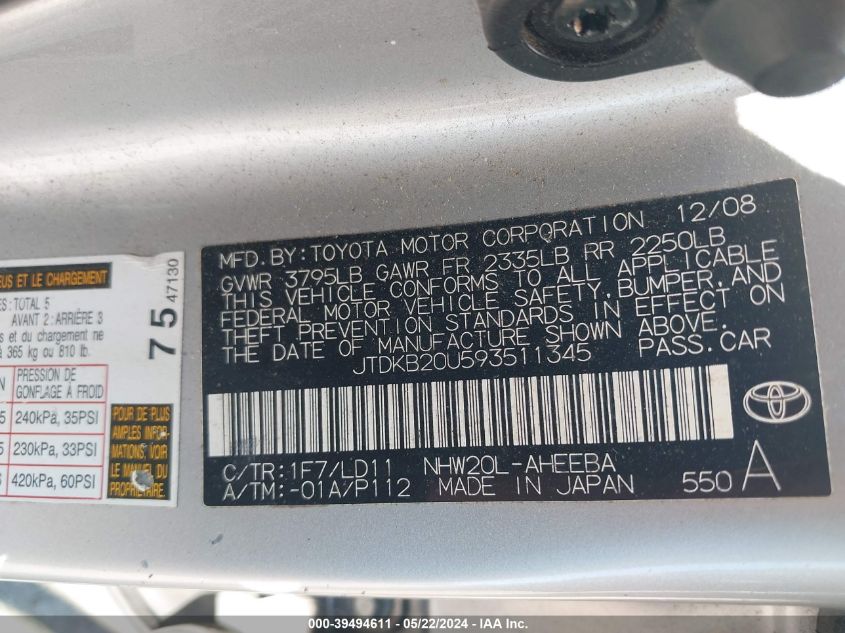 EUS ET LE CHARGEMENT
ES: TOTAL 5
AVANT 2: ARRIÈRE 3
s et du chargement ne
à 365 kg ou 810 lb.
75
47130
N PRESSION DE
GONFLAGE À FROID
5 240kPa, 35PSI
5 230kPa, 33PSI
S 420kPa, 60PSI
POUR DE PLUS
AMPLES INFOR-
MATIONS, VOIR
LE MANUEL DU
PROPRIÉTAIRE.
MFD. BY: TOYOTA MOTOR CORPORATION 12/08
GVWR 3795LB GAWR FR 2335LB RR 2250LB
THIS VEHICLE CONFORMS TO ALL APPLICABLE
FEDERAL MOTOR VEHICLE SAFETY, BUMPER, AND
THEFT PREVENTION STANDARDS IN EFFECT ON
THE DATE OF MANUFACTURE SHOWN ABOVE.
JTDKB20U593511345 PASS. CAR
C/TR: 1F7/LD11 NHW20L-AHEEBA
A/TM: -01A/P112 MADE IN JAPAN 550 A
000-39494611 - 05/22/2024 - IAA Inc.